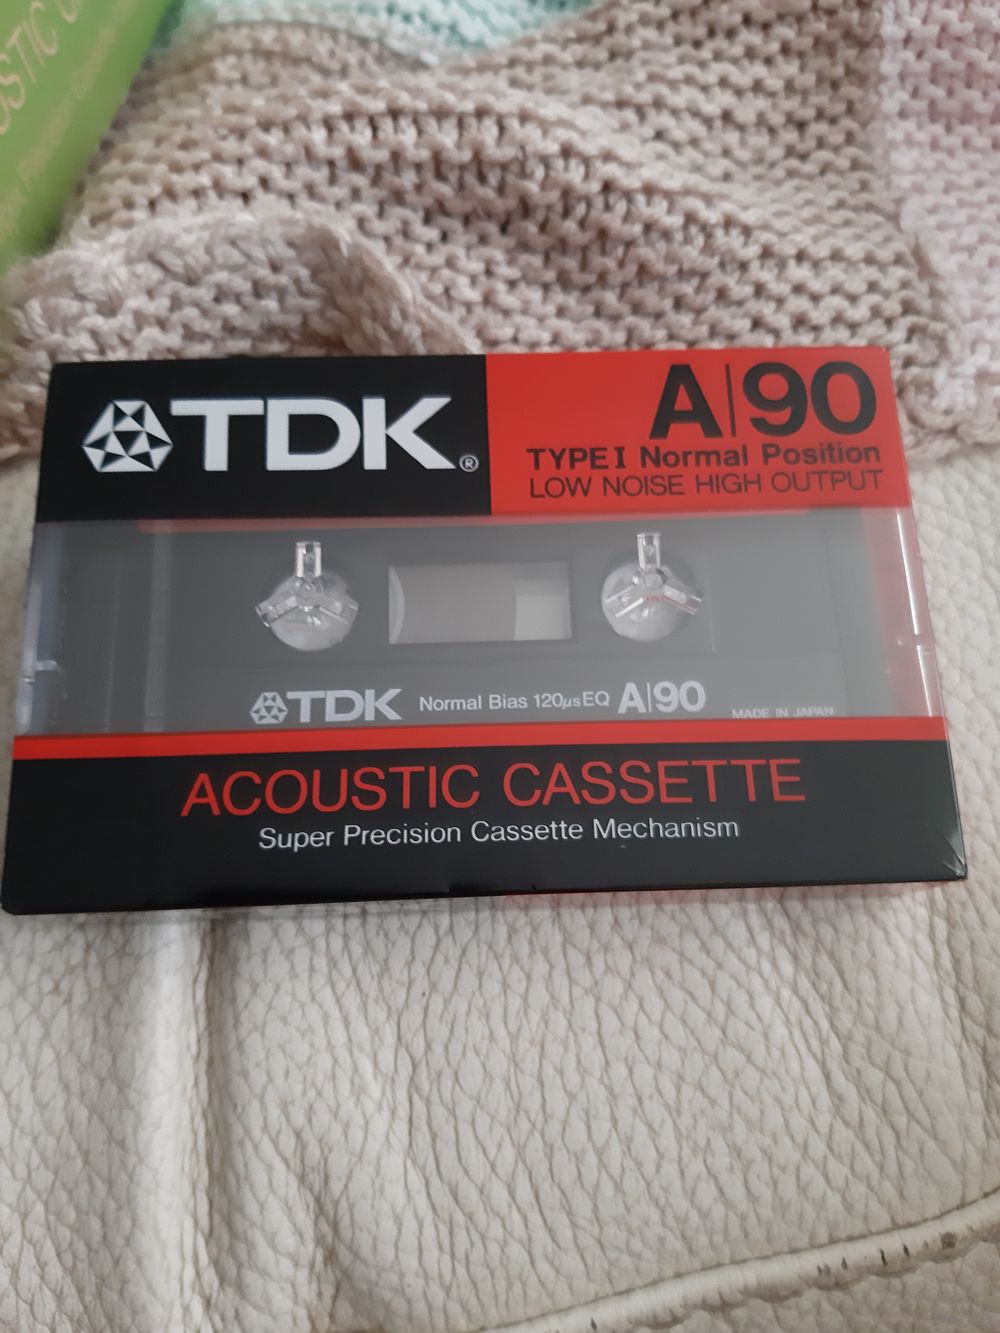 TDK®
A|90
TYPE I Normal Position
LOW NOISE HIGH OUTPUT
TDK Normal Bias 120µs EQ A|90
MADE IN JAPAN
ACOUSTIC CASSETTE
Super Precision Cassette Mechanism